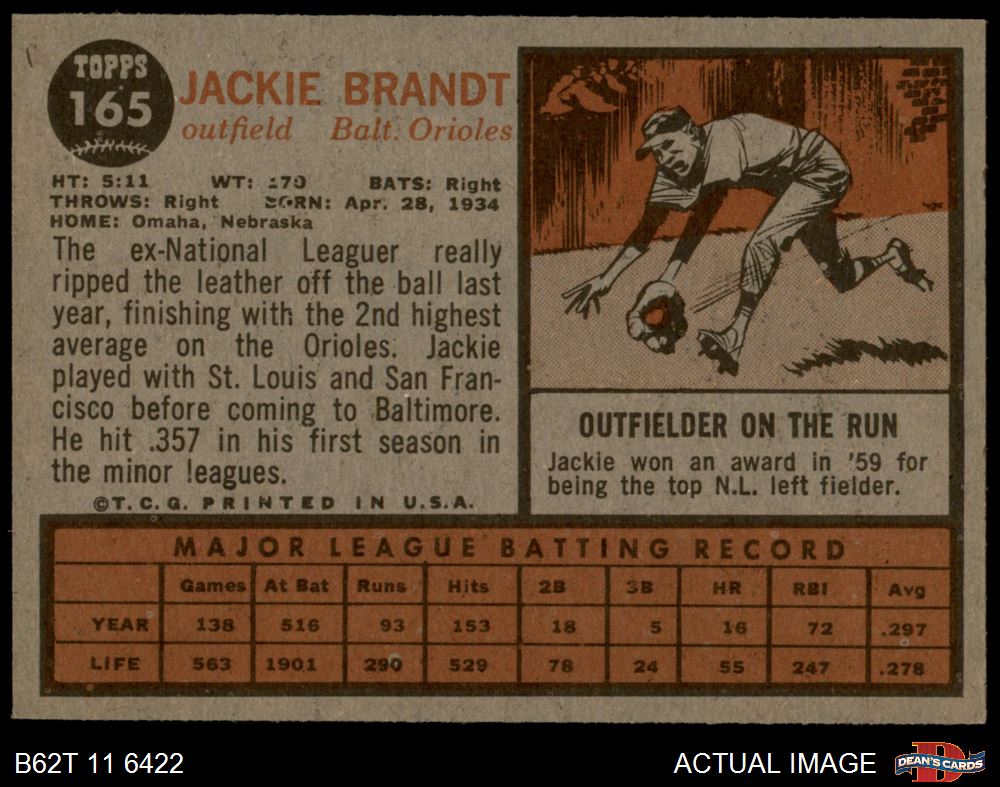 TOPPS
165
JACKIE BRANDT
outfield Balt. Orioles
HT: 5:11 WT: 170 BATS: Right
THROWS: Right BORN: Apr. 28, 1934
HOME: Omaha, Nebraska
The ex-National Leaguer really
ripped the leather off the ball last
year, finishing with the 2nd highest
average on the Orioles. Jackie
played with St. Louis and San Fran-
cisco before coming to Baltimore.
He hit .357 in his first season in
the minor leagues.
©T.C.G. PRINTED IN U.S.A.
OUTFIELDER ON THE RUN
Jackie won an award in '59 for
being the top N.L. left fielder.
MAJOR LEAGUE BATTING RECORD
Games At Bat Runs Hits 2B 3B HR RBI Avg
YEAR 138 516 93 153 18 5 16 72 .297
LIFE 563 1901 290 529 78 24 55 247 .278
B62T 11 6422
ACTUAL IMAGE
DEAN'S CARDS